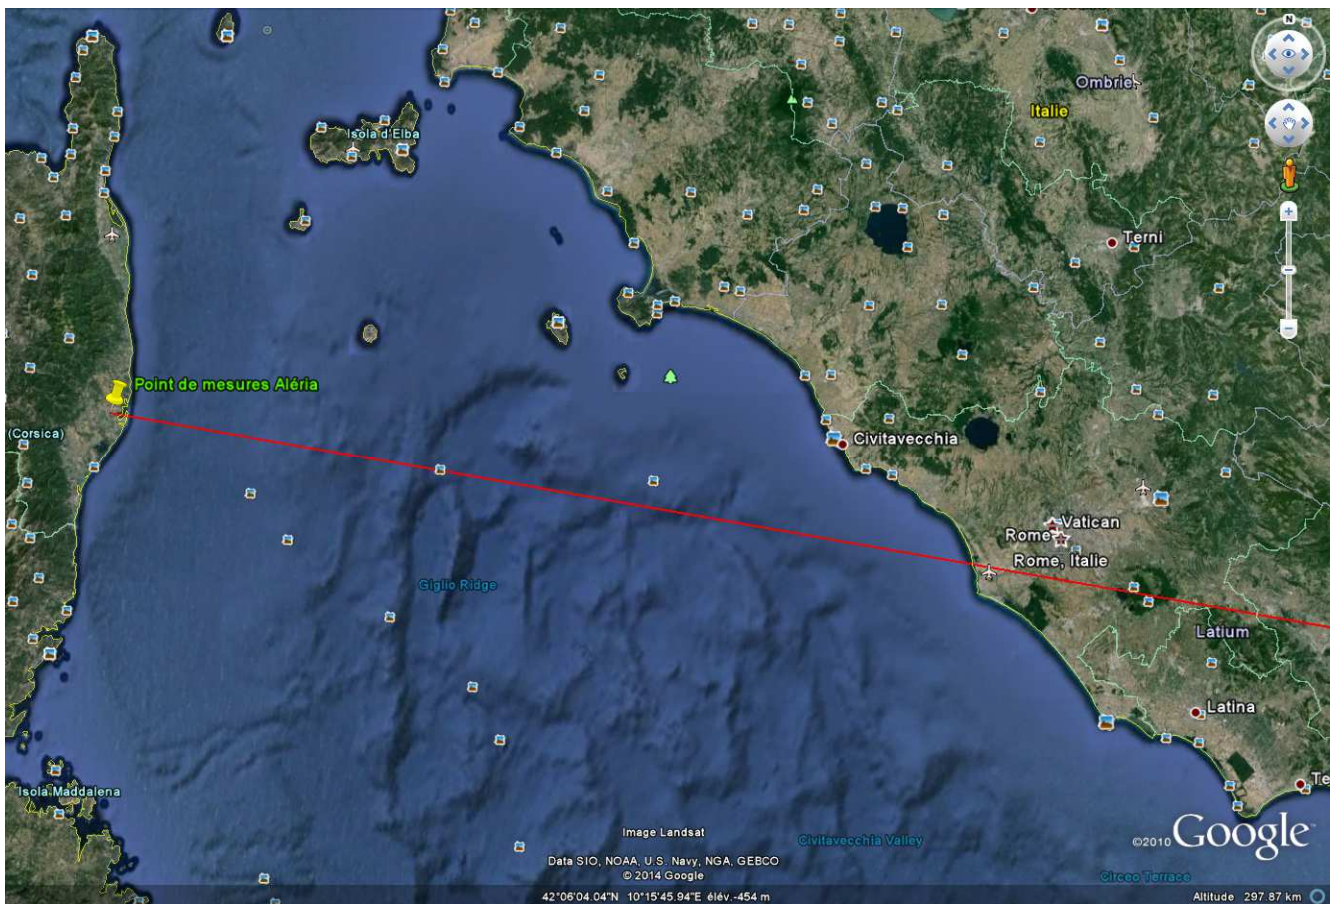 N
Ombrie
Italie
Isola d'Elba
Terni
Point de mesures Aléria
(Corsica)
Civitavecchia
Vatican
Rome
Rome, Italie
Giglio Ridge
Latium
Latina
Te
Isola Maddalena
Image Landsat
Civitavecchia Valley
©2010 Google
Data SIO, NOAA, U.S. Navy, NGA, GEBCO
© 2014 Google
Circeo Terrace
42°06'04.04"N 10°15'45.94"E élév.-454 m
Altitude 297.87 km